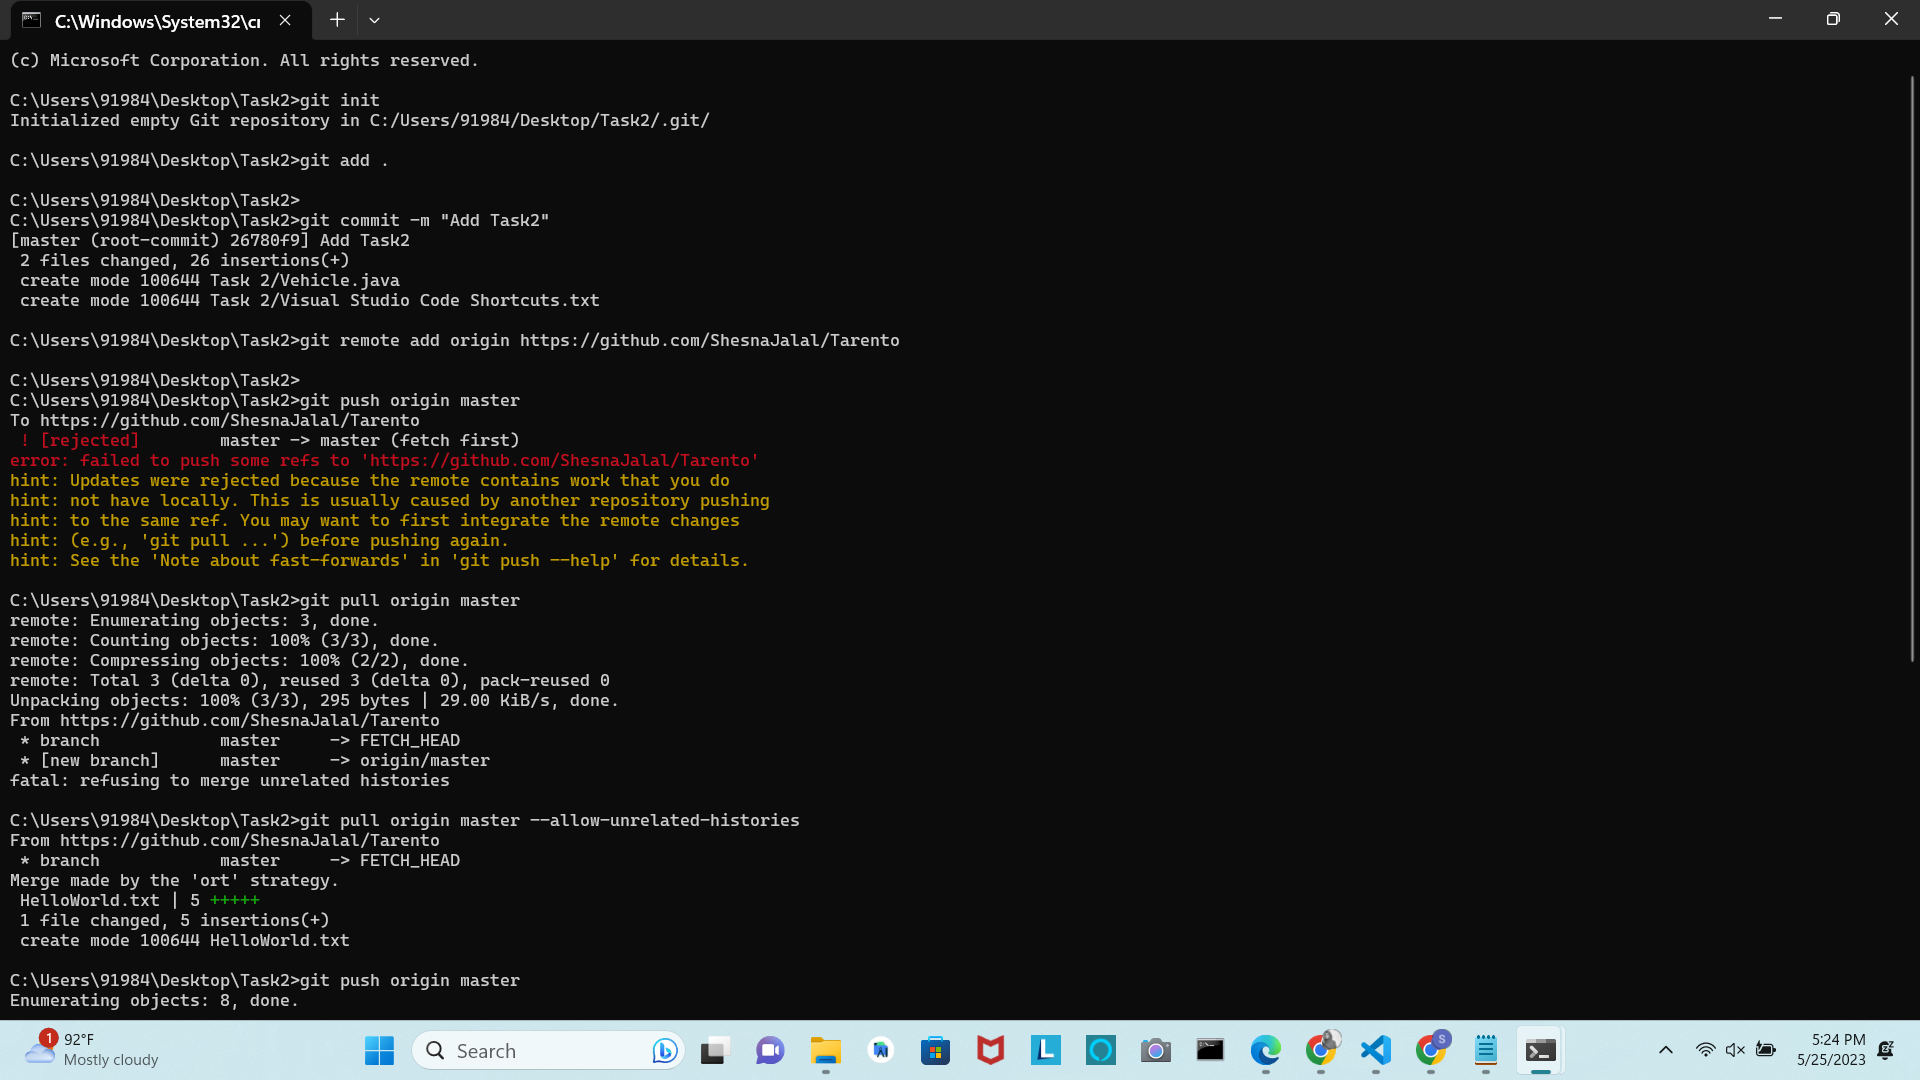 C:\Windows\System32\cr
(c) Microsoft Corporation. All rights reserved.
C:\Users\91984\Desktop\Task2>git init
Initialized empty Git repository in C:/Users/91984/Desktop/Task2/.git/
C:\Users\91984\Desktop\Task2>git add .
C:\Users\91984\Desktop\Task2>
C:\Users\91984\Desktop\Task2>git commit -m "Add Task2"
[master (root-commit) 26780f9] Add Task2
 2 files changed, 26 insertions(+)
 create mode 100644 Task 2/Vehicle.java
 create mode 100644 Task 2/Visual Studio Code Shortcuts.txt
C:\Users\91984\Desktop\Task2>git remote add origin https://github.com/ShesnaJalal/Tarento
C:\Users\91984\Desktop\Task2>
C:\Users\91984\Desktop\Task2>git push origin master
To https://github.com/ShesnaJalal/Tarento
 ! [rejected]        master -> master (fetch first)
error: failed to push some refs to 'https://github.com/ShesnaJalal/Tarento'
hint: Updates were rejected because the remote contains work that you do
hint: not have locally. This is usually caused by another repository pushing
hint: to the same ref. You may want to first integrate the remote changes
hint: (e.g., 'git pull ...') before pushing again.
hint: See the 'Note about fast-forwards' in 'git push --help' for details.
C:\Users\91984\Desktop\Task2>git pull origin master
remote: Enumerating objects: 3, done.
remote: Counting objects: 100% (3/3), done.
remote: Compressing objects: 100% (2/2), done.
remote: Total 3 (delta 0), reused 3 (delta 0), pack-reused 0
Unpacking objects: 100% (3/3), 295 bytes | 29.00 KiB/s, done.
From https://github.com/ShesnaJalal/Tarento
 * branch            master     -> FETCH_HEAD
 * [new branch]      master     -> origin/master
fatal: refusing to merge unrelated histories
C:\Users\91984\Desktop\Task2>git pull origin master --allow-unrelated-histories
From https://github.com/ShesnaJalal/Tarento
 * branch            master     -> FETCH_HEAD
Merge made by the 'ort' strategy.
 HelloWorld.txt | 5 +++++
 1 file changed, 5 insertions(+)
 create mode 100644 HelloWorld.txt
C:\Users\91984\Desktop\Task2>git push origin master
Enumerating objects: 8, done.
1
92°F
Mostly cloudy
Search
AI
L
S
5:24 PM
5/25/2023